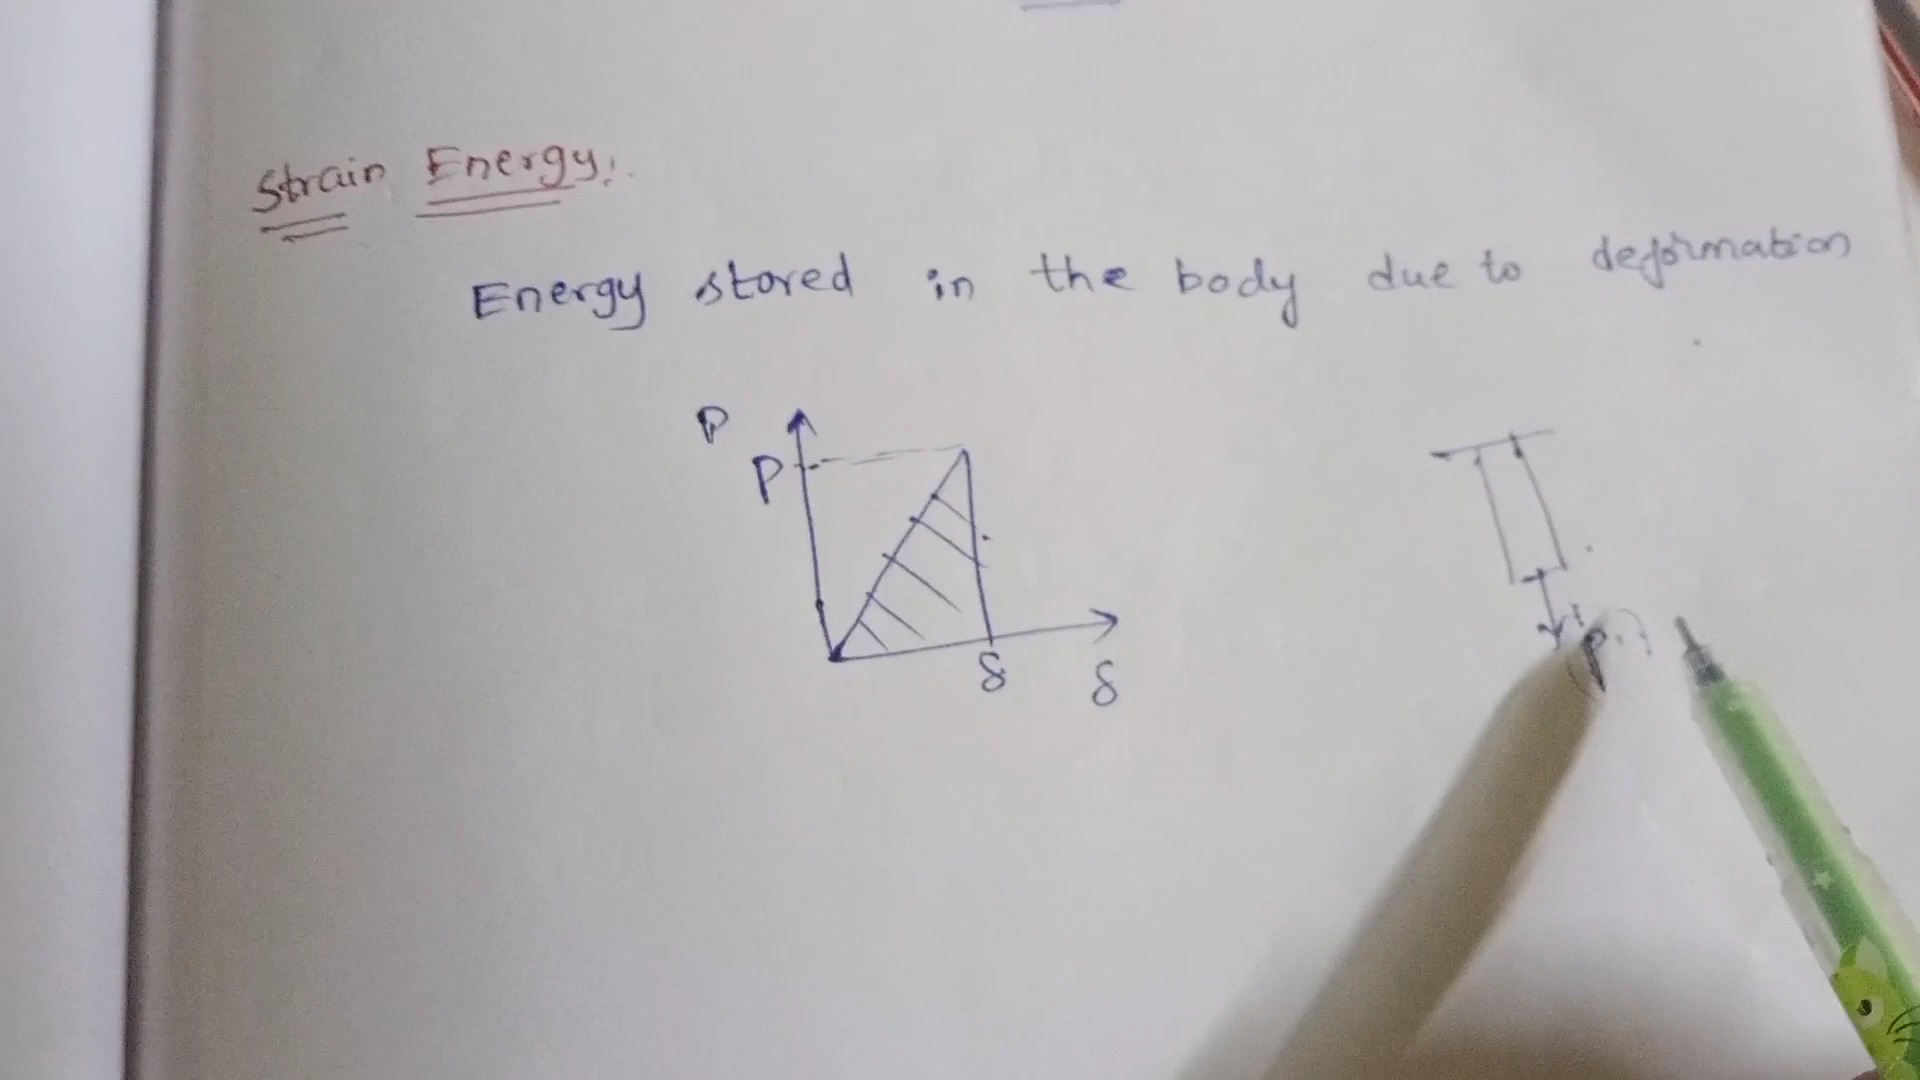 Strain Energy:
Energy stored in the body due to deformation
P
P
δ
δ
P